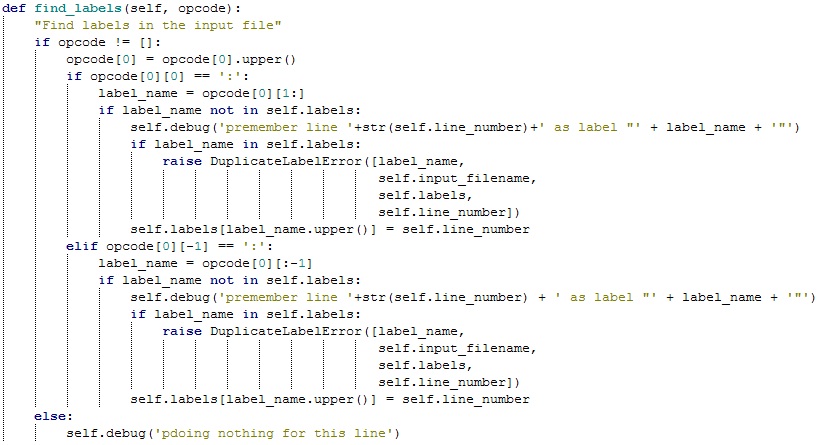 def find_labels(self, opcode):
    "Find labels in the input file"
    if opcode != []:
        opcode[0] = opcode[0].upper()
        if opcode[0][0] == ':':
            label_name = opcode[0][1:]
            if label_name not in self.labels:
                self.debug('premember line '+str(self.line_number)+' as label "' + label_name + '"')
                if label_name in self.labels:
                    raise DuplicateLabelError([label_name,
                                               self.input_filename,
                                               self.labels,
                                               self.line_number])
                self.labels[label_name.upper()] = self.line_number
        elif opcode[0][-1] == ':':
            label_name = opcode[0][:-1]
            if label_name not in self.labels:
                self.debug('premember line '+str(self.line_number) + ' as label "' + label_name + '"')
                if label_name in self.labels:
                    raise DuplicateLabelError([label_name,
                                               self.input_filename,
                                               self.labels,
                                               self.line_number])
                self.labels[label_name.upper()] = self.line_number
    else:
        self.debug('pdoing nothing for this line')